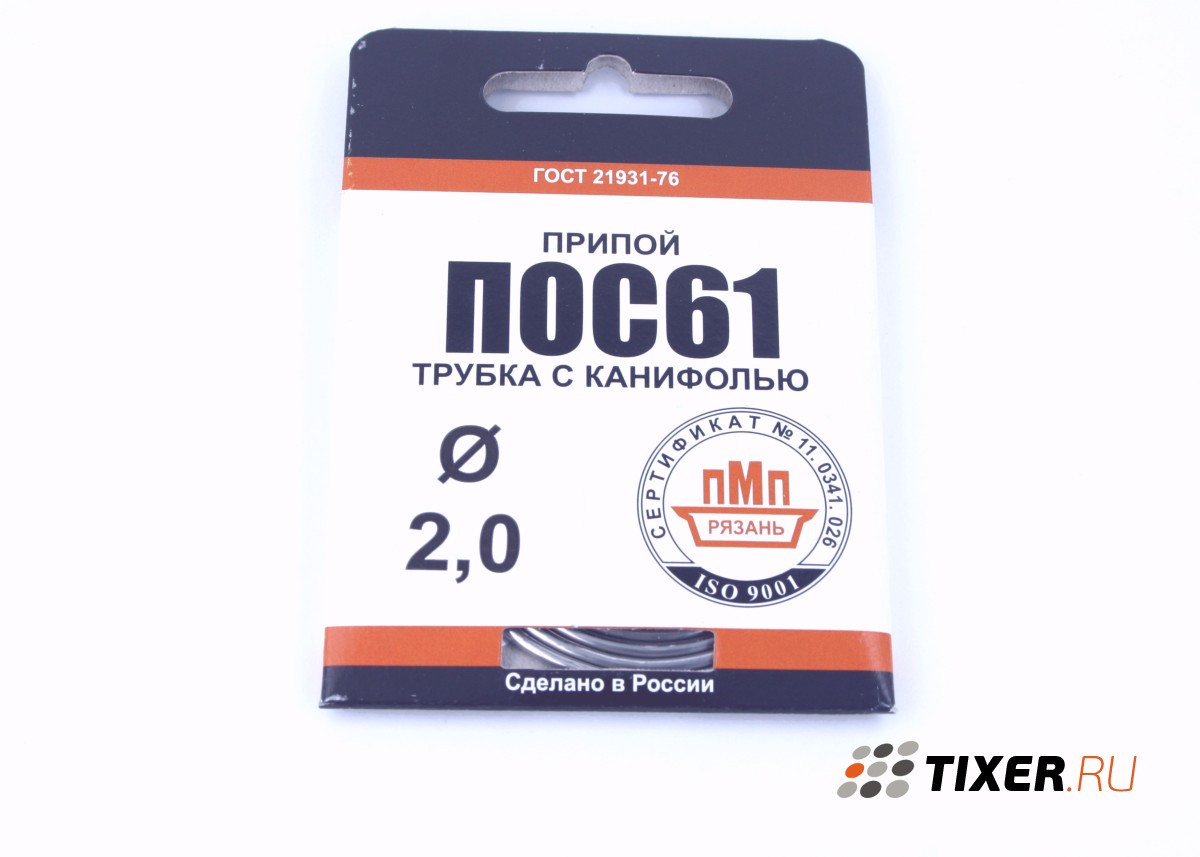 ГОСТ 21931-76
ПРИПОЙ
ПОС61
ТРУБКА С КАНИФОЛЬЮ
Ø
2,0
СЕРТИФИКАТ № 11.0341.026
ПМП
РЯЗАНЬ
ISO 9001
Сделано в России
TIXER.RU